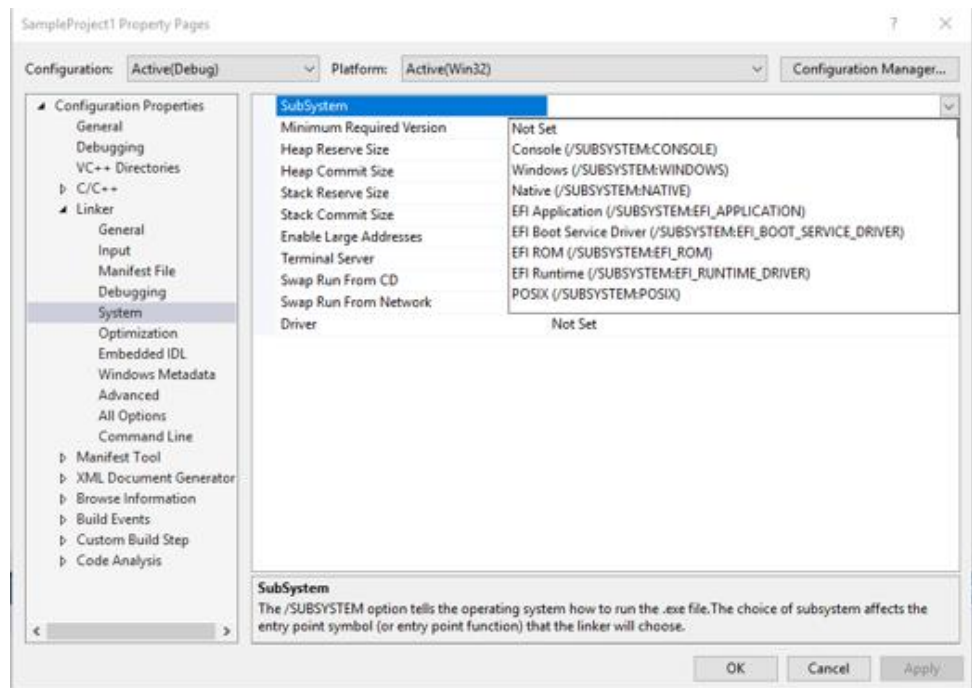 SampleProject1 Property Pages
?
Configuration: Active(Debug) Platform: Active(Win32) Configuration Manager...
Configuration Properties
General
Debugging
VC++ Directories
C/C++
Linker
General
Input
Manifest File
Debugging
System
Optimization
Embedded IDL
Windows Metadata
Advanced
All Options
Command Line
Manifest Tool
XML Document Generator
Browse Information
Build Events
Custom Build Step
Code Analysis
SubSystem
Minimum Required Version
Heap Reserve Size
Heap Commit Size
Stack Reserve Size
Stack Commit Size
Enable Large Addresses
Terminal Server
Swap Run From CD
Swap Run From Network
Driver Not Set
Not Set
Console (/SUBSYSTEM:CONSOLE)
Windows (/SUBSYSTEM:WINDOWS)
Native (/SUBSYSTEM:NATIVE)
EFI Application (/SUBSYSTEM:EFI_APPLICATION)
EFI Boot Service Driver (/SUBSYSTEM:EFI_BOOT_SERVICE_DRIVER)
EFI ROM (/SUBSYSTEM:EFI_ROM)
EFI Runtime (/SUBSYSTEM:EFI_RUNTIME_DRIVER)
POSIX (/SUBSYSTEM:POSIX)
SubSystem
The /SUBSYSTEM option tells the operating system how to run the .exe file.The choice of subsystem affects the
entry point symbol (or entry point function) that the linker will choose.
OK Cancel Apply